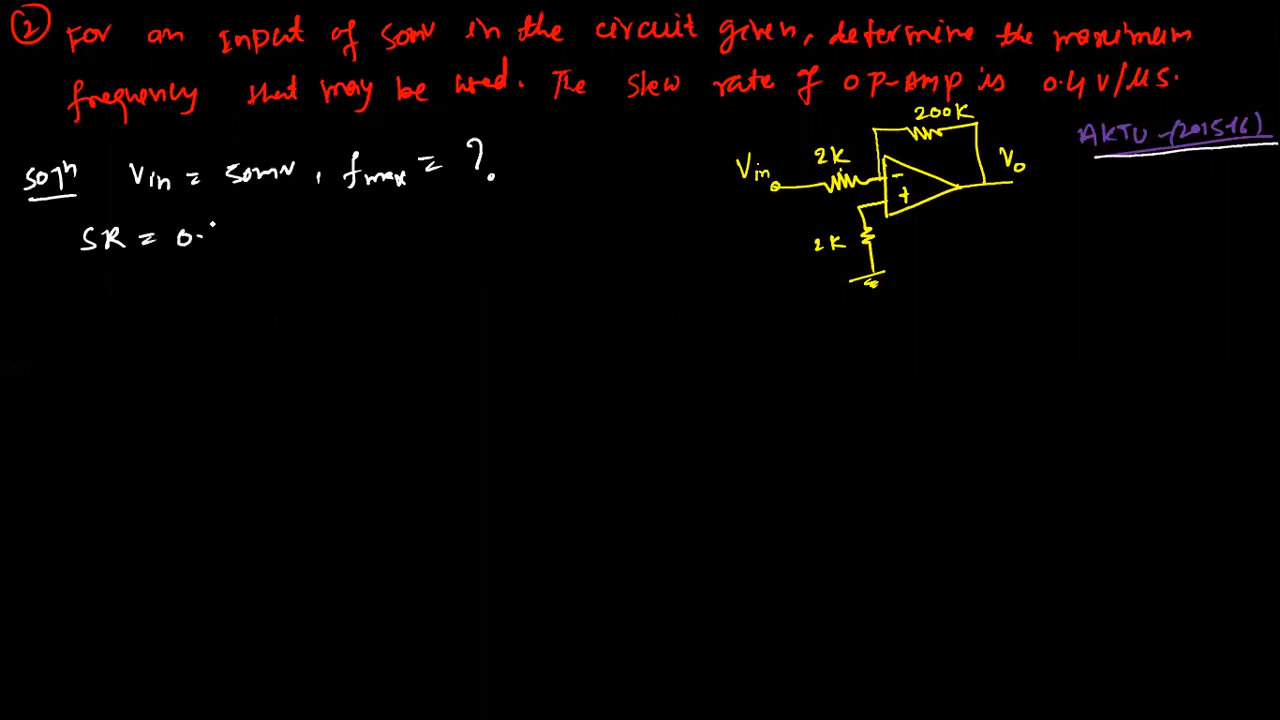 ② For an Input of 50mv in the circuit given, determine the maximum
frequency that may be used. The slew rate of OP-Amp is 0.4 V/μs.
AKTU -(2015-16)
Soln Vin = 50mv, fmax = ?
SR = 0.
200K
2K
Vin
Vo
-
+
2K